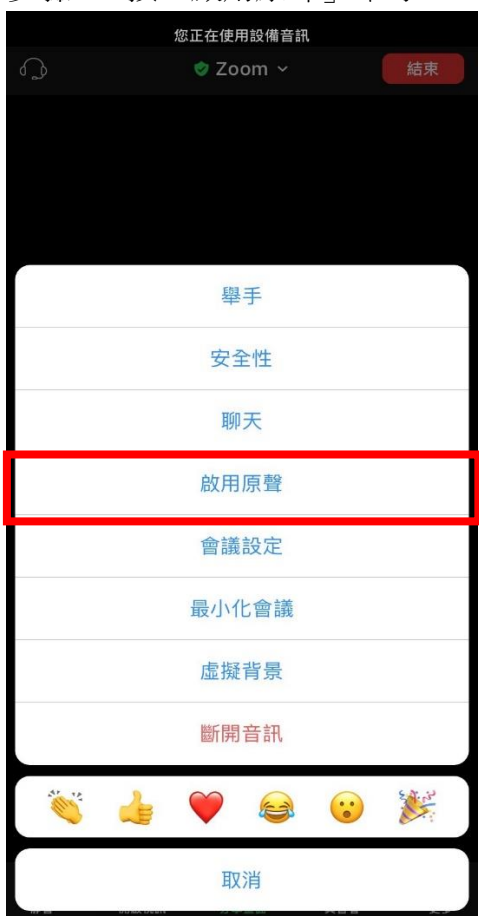 您正在使用設備音訊
Zoom
結束
舉手
安全性
聊天
啟用原聲
會議設定
最小化會議
虛擬背景
斷開音訊
取消